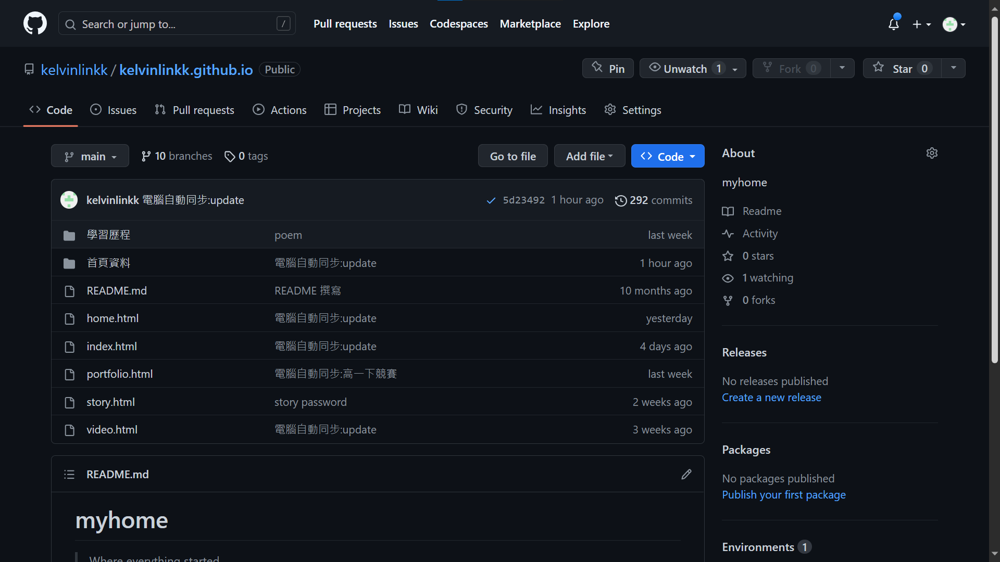 Search or jump to... /
Pull requests Issues Codespaces Marketplace Explore
kelvinlinkk / kelvinlinkk.github.io Public
Pin Unwatch 1 Fork 0 Star 0
Code Issues Pull requests Actions Projects Wiki Security Insights Settings
main 10 branches 0 tags Go to file Add file Code
kelvinlinkk 電腦自動同步:update 5d23492 1 hour ago 292 commits
學習歷程 poem last week
首頁資料 電腦自動同步:update 1 hour ago
README.md README 撰寫 10 months ago
home.html 電腦自動同步:update yesterday
index.html 電腦自動同步:update 4 days ago
portfolio.html 電腦自動同步:高一下競賽 last week
story.html story password 2 weeks ago
video.html 電腦自動同步:update 3 weeks ago
README.md
myhome
Where everything started
About
myhome
Readme
Activity
0 stars
1 watching
0 forks
Releases
No releases published
Create a new release
Packages
No packages published
Publish your first package
Environments 1